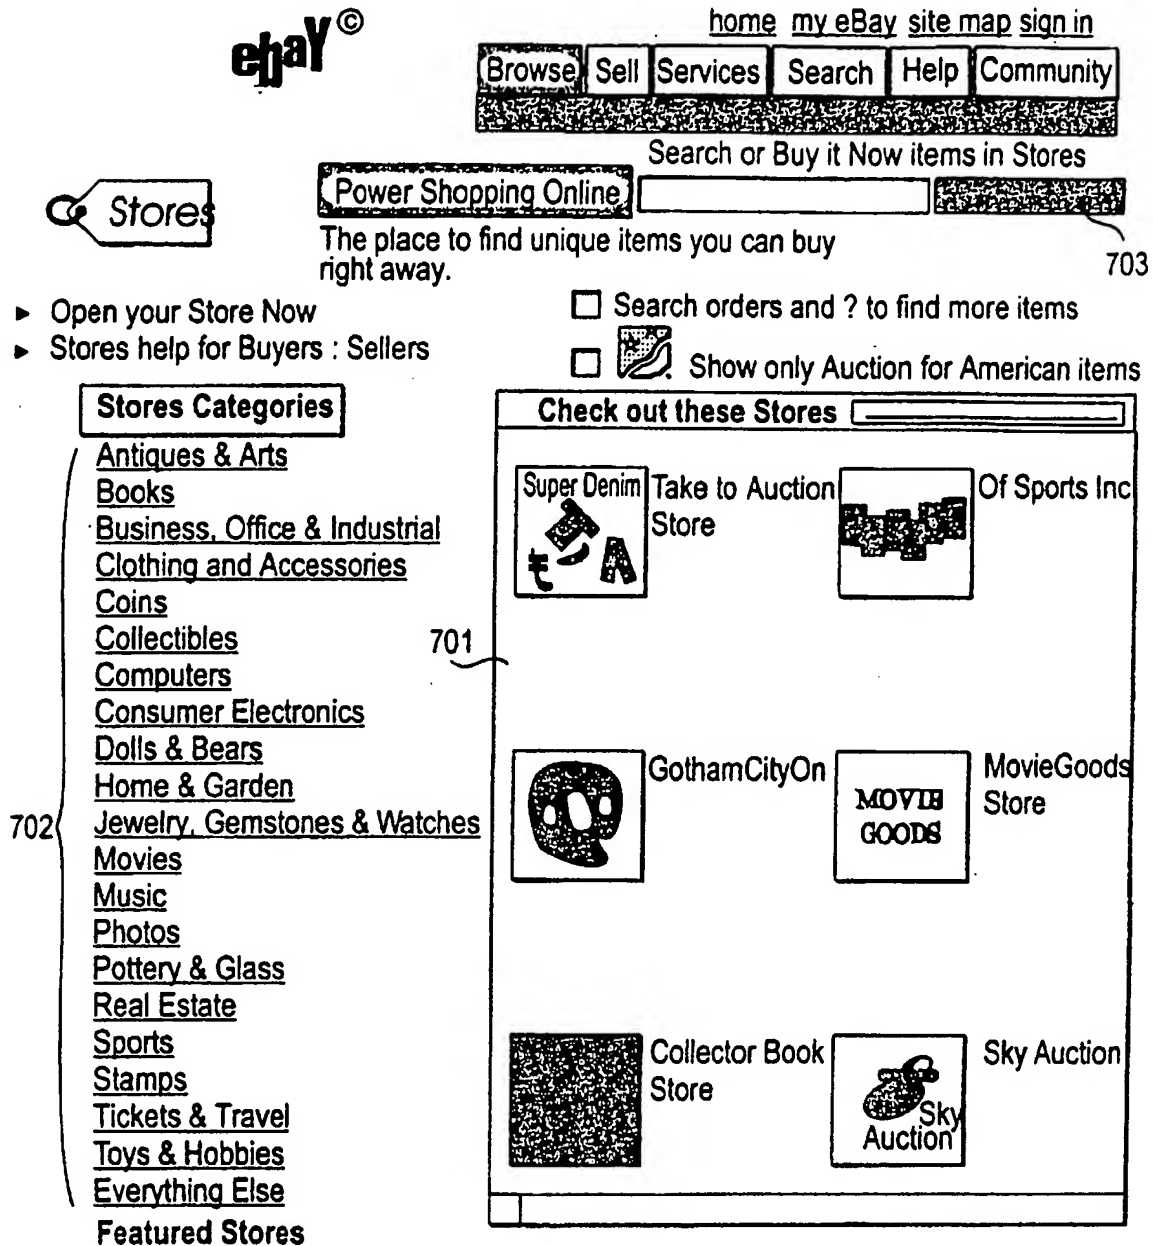 ebaY ©
home my eBay site map sign in
Browse Sell Services Search Help Community
Search or Buy it Now items in Stores
Stores
Power Shopping Online
703
The place to find unique items you can buy
right away.
► Open your Store Now
► Stores help for Buyers : Sellers
Search orders and ? to find more items
Show only Auction for American items
Stores Categories
Antiques & Arts
Books
Business, Office & Industrial
Clothing and Accessories
Coins
Collectibles
Computers
Consumer Electronics
Dolls & Bears
Home & Garden
702
Jewelry, Gemstones & Watches
Movies
Music
Photos
Pottery & Glass
Real Estate
Sports
Stamps
Tickets & Travel
Toys & Hobbies
Everything Else
Featured Stores
Check out these Stores
701
Super Denim
Take to Auction
Store
Of Sports Inc
GothamCityOn
MOVIE
GOODS
MovieGoods
Store
Collector Book
Store
Sky
Auction
Sky Auction